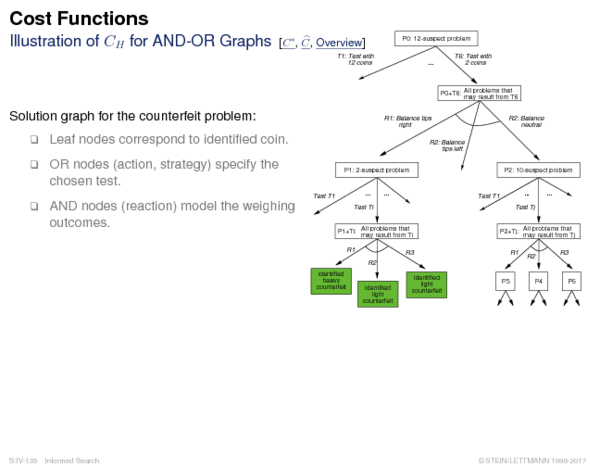 Cost Functions
Illustration of C_H for AND-OR Graphs [C*, Ĉ, Overview]
Solution graph for the counterfeit problem:
❑ Leaf nodes correspond to identified coin.
❑ OR nodes (action, strategy) specify the
chosen test.
❑ AND nodes (reaction) model the weighing
outcomes.
P0: 12-suspect problem
T1: Test with
12 coins
...
T6: Test with
2 coins
P0+T6: All problems that
may result from T6
R1: Balance tips
right
R2: Balance
tips left
R2: Balance
neutral
P1: 2-suspect problem
P2: 10-suspect problem
Test T1
...
...
Test Ti
Test T1
...
...
Test Tj
P1+Ti: All problems that
may result from Ti
P2+Tj: All problems that
may result from Tj
R1
R2
R3
R1
R2
R3
identified
heavy
counterfeit
identified
light
counterfeit
identified
light
counterfeit
P3
P4
P5
S:IV-135 Informed Search
© STEIN/LETTMANN 1998-2017